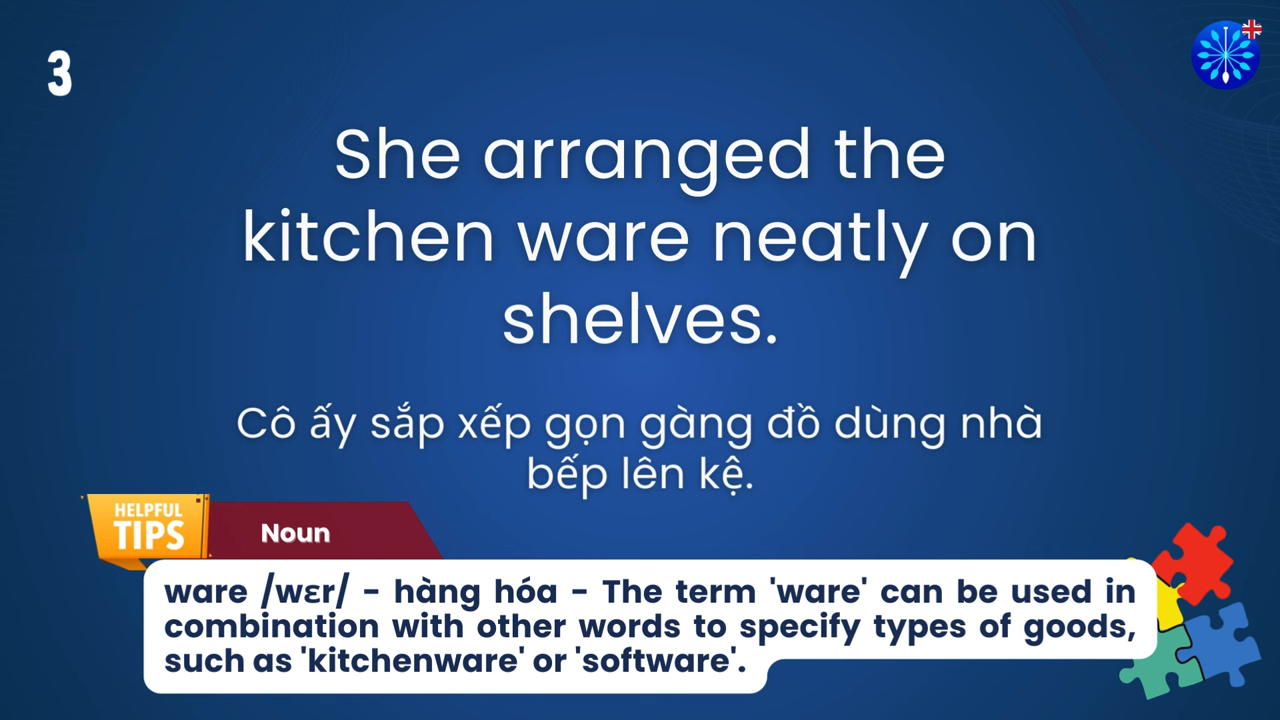 3
She arranged the
kitchen ware neatly on
shelves.
Cô ấy sắp xếp gọn gàng đồ dùng nhà
bếp lên kệ.
HELPFUL
TIPS
Noun
ware /wɛr/ - hàng hóa - The term 'ware' can be used in
combination with other words to specify types of goods,
such as 'kitchenware' or 'software'.